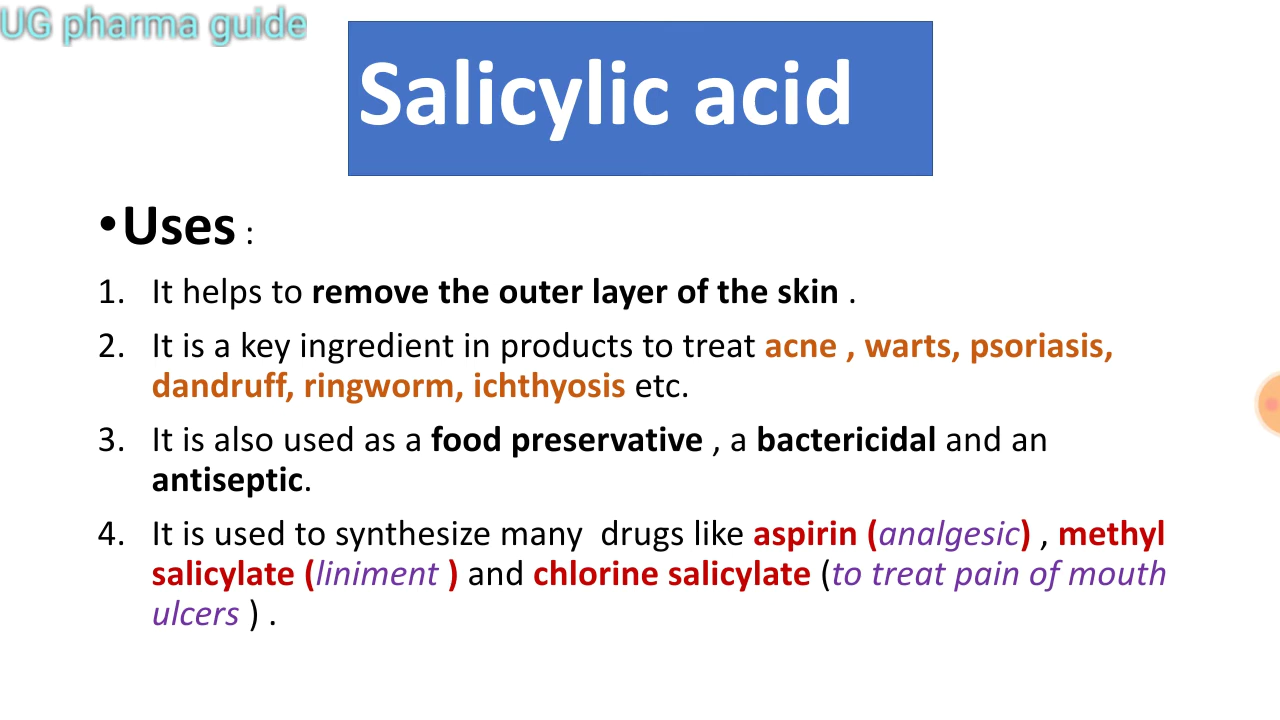 UG pharma guide
Salicylic acid
•Uses :
1. It helps to remove the outer layer of the skin .
2. It is a key ingredient in products to treat acne , warts, psoriasis,
dandruff, ringworm, ichthyosis etc.
3. It is also used as a food preservative , a bactericidal and an
antiseptic.
4. It is used to synthesize many  drugs like aspirin (analgesic) , methyl
salicylate (liniment ) and chlorine salicylate (to treat pain of mouth
ulcers ) .